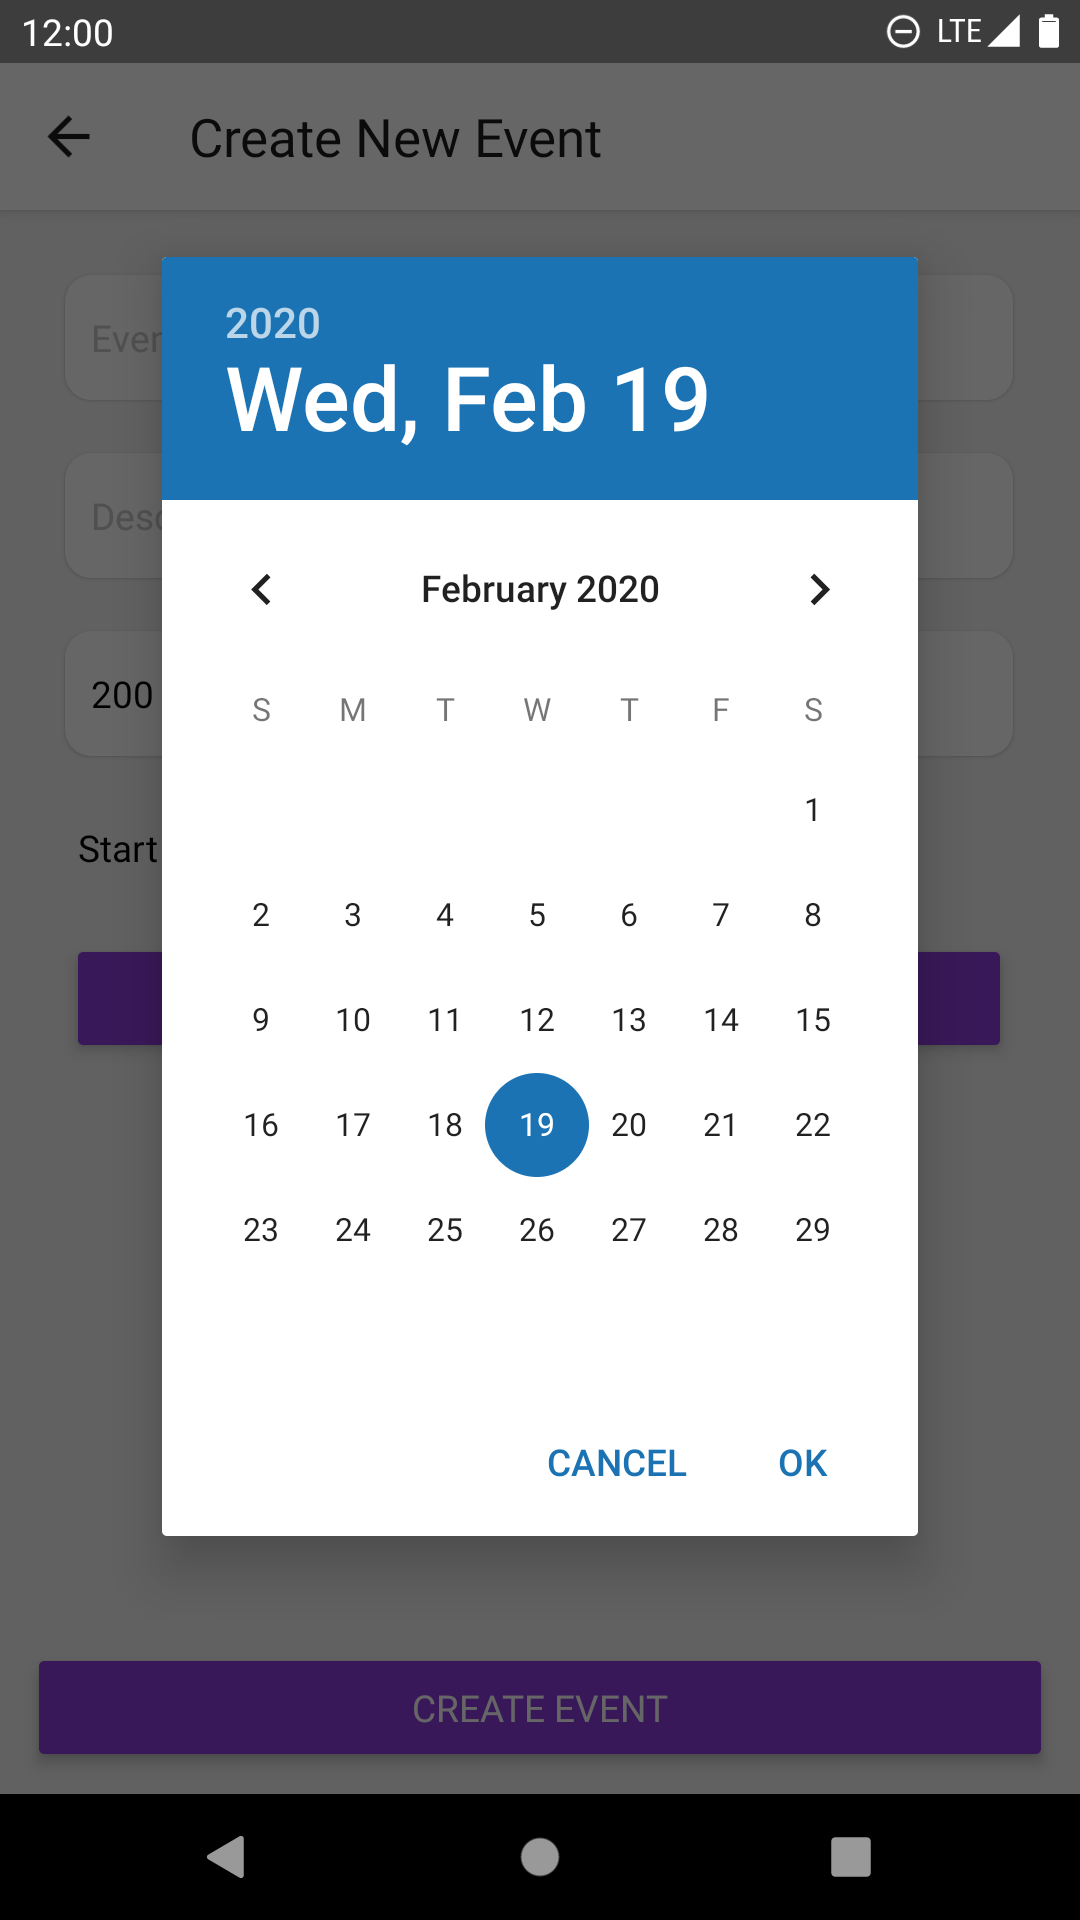 12:00 LTE
Create New Event
2020
Wed, Feb 19
February 2020
S M T W T F S
1
2 3 4 5 6 7 8
9 10 11 12 13 14 15
16 17 18 19 20 21 22
23 24 25 26 27 28 29
200
Start
CANCEL OK
CREATE EVENT